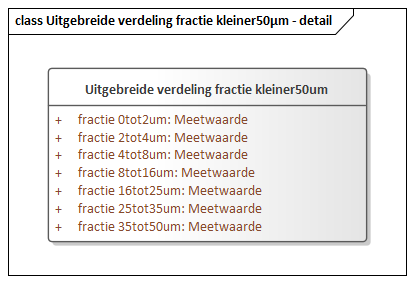 class Uitgebreide verdeling fractie kleiner50µm - detail
Uitgebreide verdeling fractie kleiner50um
+ fractie 0tot2um: Meetwaarde
+ fractie 2tot4um: Meetwaarde
+ fractie 4tot8um: Meetwaarde
+ fractie 8tot16um: Meetwaarde
+ fractie 16tot25um: Meetwaarde
+ fractie 25tot35um: Meetwaarde
+ fractie 35tot50um: Meetwaarde